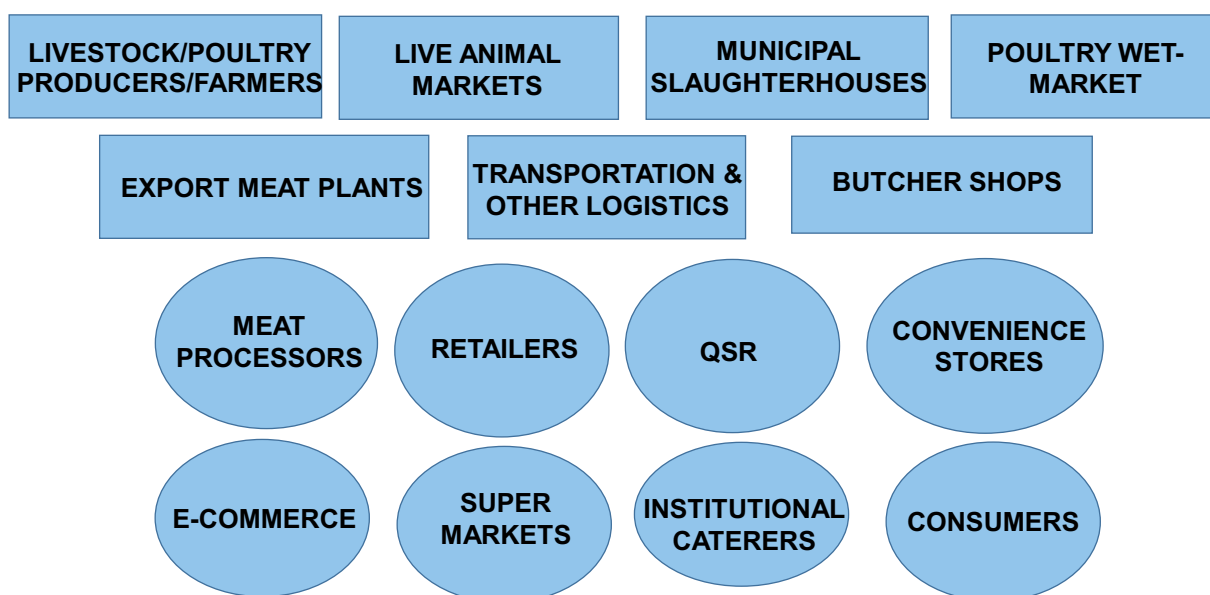 LIVESTOCK/POULTRY
PRODUCERS/FARMERS
LIVE ANIMAL
MARKETS
MUNICIPAL
SLAUGHTERHOUSES
POULTRY WET-
MARKET
EXPORT MEAT PLANTS
TRANSPORTATION &
OTHER LOGISTICS
BUTCHER SHOPS
MEAT
PROCESSORS
RETAILERS
QSR
CONVENIENCE
STORES
E-COMMERCE
SUPER
MARKETS
INSTITUTIONAL
CATERERS
CONSUMERS